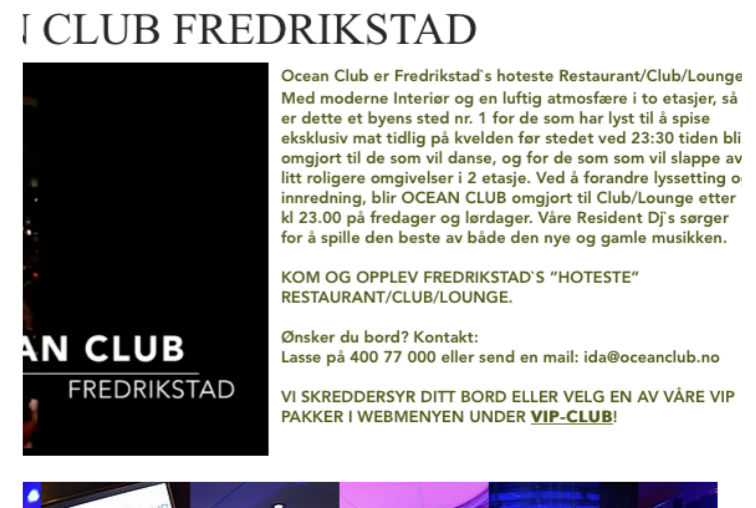 CLUB FREDRIKSTAD
Ocean Club er Fredrikstad`s hoteste Restaurant/Club/Lounge
Med moderne Interiør og en luftig atmosfære i to etasjer, så
er dette et byens sted nr. 1 for de som har lyst til å spise
eksklusiv mat tidlig på kvelden før stedet ved 23:30 tiden bli
omgjort til de som vil danse, og for de som som vil slappe av
litt roligere omgivelser i 2 etasje. Ved å forandre lyssetting o
innredning, blir OCEAN CLUB omgjort til Club/Lounge etter
kl 23.00 på fredager og lørdager. Våre Resident Dj`s sørger
for å spille den beste av både den nye og gamle musikken.
KOM OG OPPLEV FREDRIKSTAD`S "HOTESTE"
RESTAURANT/CLUB/LOUNGE.
Ønsker du bord? Kontakt:
Lasse på 400 77 000 eller send en mail: ida@oceanclub.no
VI SKREDDERSYR DITT BORD ELLER VELG EN AV VÅRE VIP
PAKKER I WEBMENYEN UNDER VIP-CLUB!
AN CLUB
FREDRIKSTAD